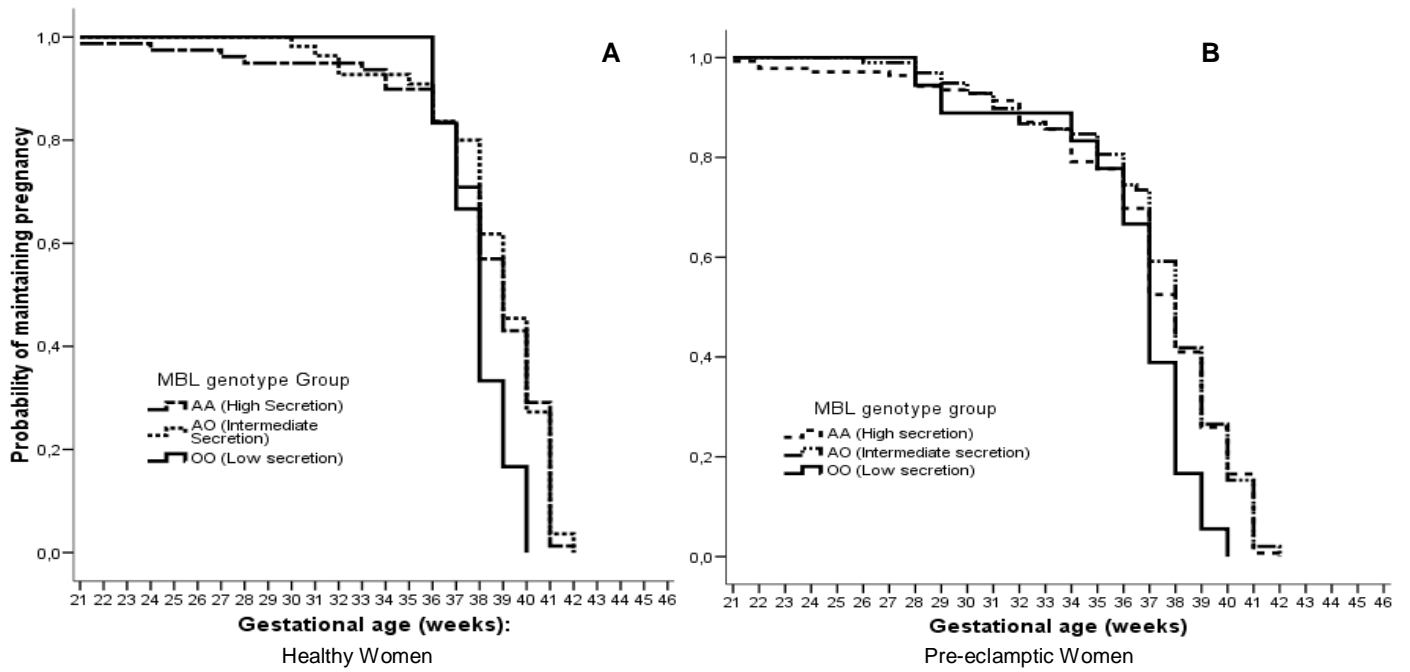 A
Probability of maintaining pregnancy
1,0
0,8
0,6
0,4
0,2
0,0
MBL genotype Group
AA (High Secretion)
AO (Intermediate
Secretion)
OO (Low secretion)
21 22 23 24 25 26 27 28 29 30 31 32 33 34 35 36 37 38 39 40 41 42 44 45 46
Gestational age (weeks):
Healthy Women
B
1,0
0,8
0,6
0,4
0,2
0,0
MBL genotype group
AA (High secretion)
AO (Intermediate secretion)
OO (Low secretion)
21 22 23 24 25 26 27 28 29 30 31 32 33 34 35 36 37 38 39 40 41 42 44 45 46
Gestational age (weeks)
Pre-eclamptic Women